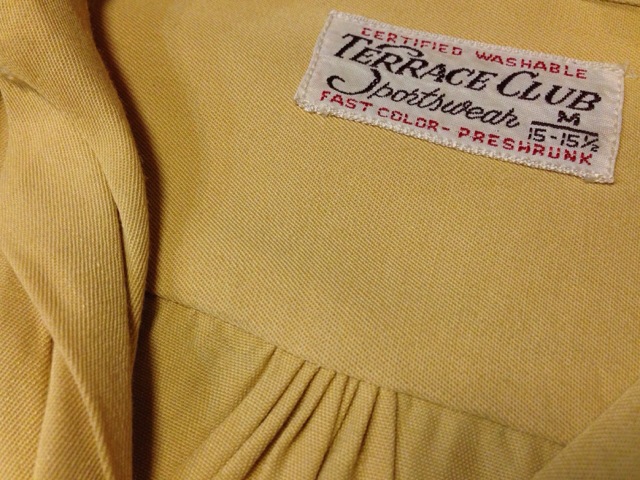 CERTIFIED WASHABLE
TERRACE CLUB
Sportswear M
15-15½
FAST COLOR-PRESHRUNK